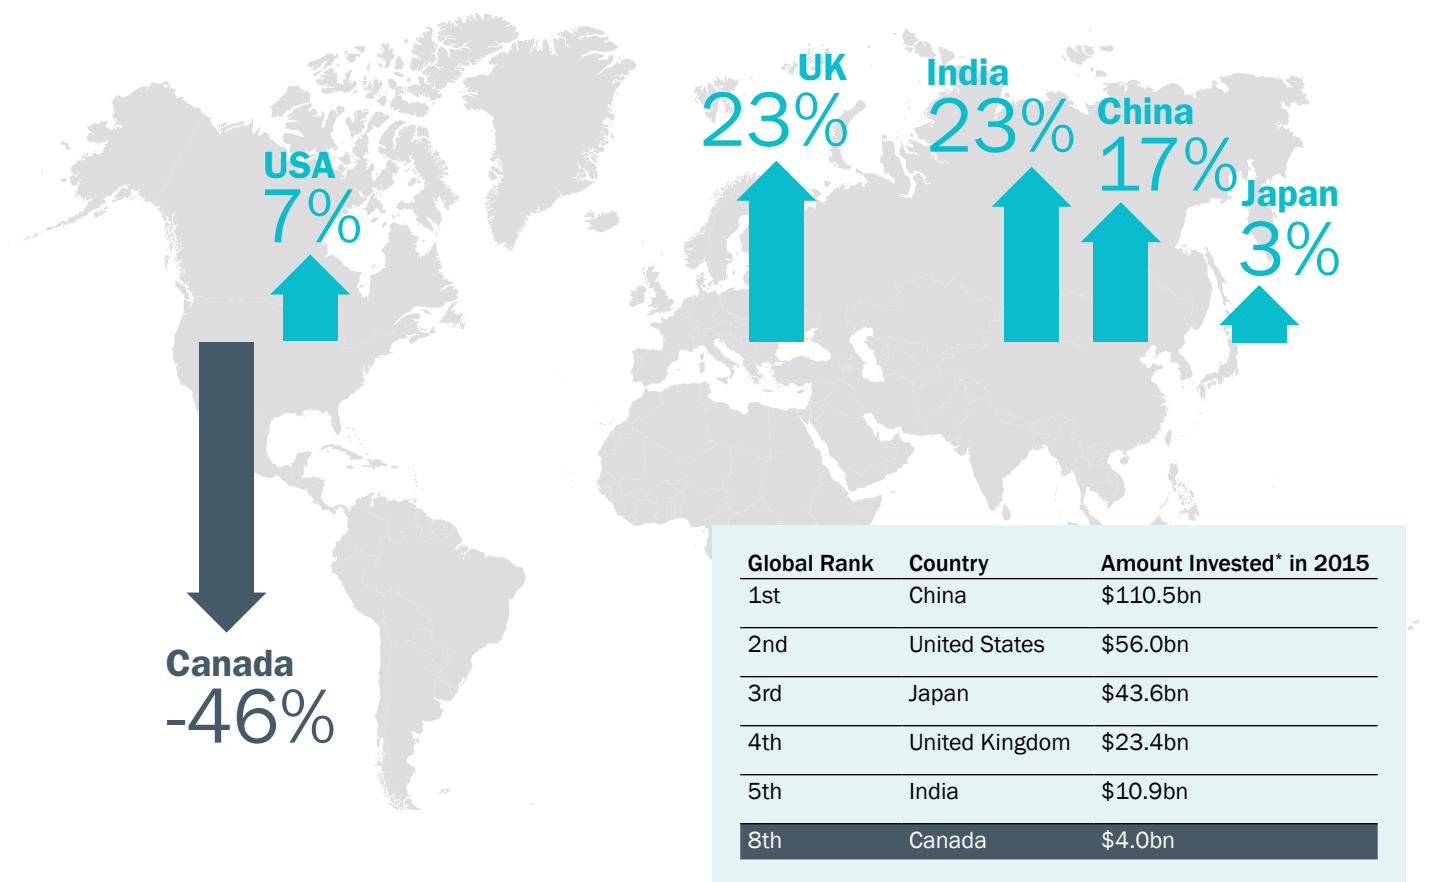 UK
23%
India
23%
China
17%
USA
7%
Japan
3%
Canada
-46%
Global Rank Country Amount Invested* in 2015
1st China $110.5bn
2nd United States $56.0bn
3rd Japan $43.6bn
4th United Kingdom $23.4bn
5th India $10.9bn
8th Canada $4.0bn